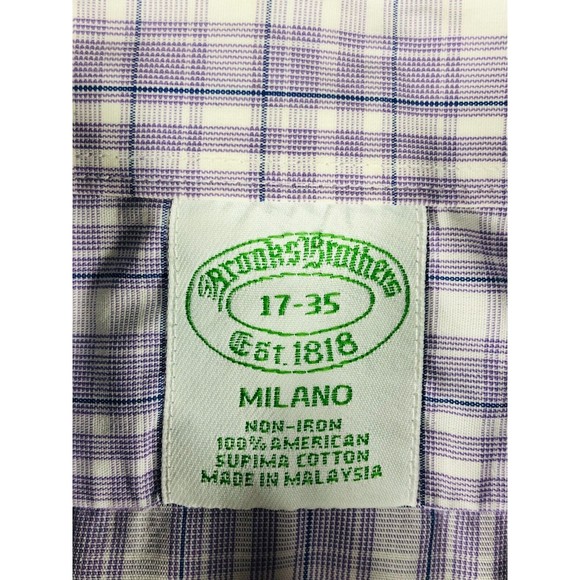 Brooks Brothers
17-35
Est. 1818
MILANO
NON-IRON
100% AMERICAN
SUPIMA COTTON
MADE IN MALAYSIA